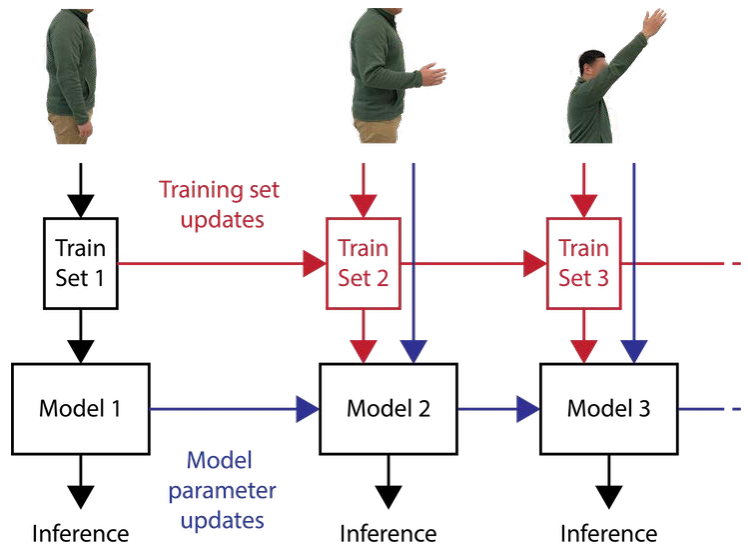 Training set
updates
Train
Set 1
Train
Set 2
Train
Set 3
Model 1
Model 2
Model 3
Model
parameter
updates
Inference
Inference
Inference